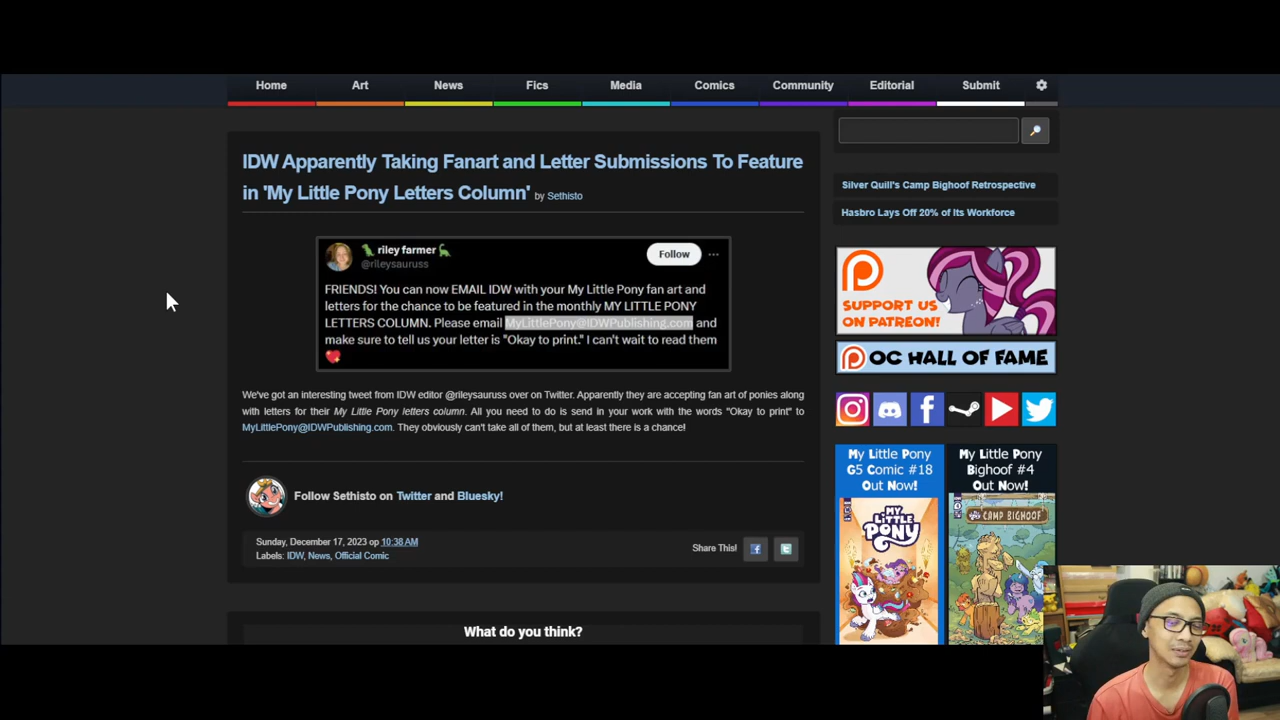 Home Art News Fics Media Comics Community Editorial Submit
IDW Apparently Taking Fanart and Letter Submissions To Feature
in 'My Little Pony Letters Column' by Sethisto
riley farmer
@rileysauruss
Follow
FRIENDS! You can now EMAIL IDW with your My Little Pony fan art and
letters for the chance to be featured in the monthly MY LITTLE PONY
LETTERS COLUMN. Please email MyLittlePony@IDWPublishing.com and
make sure to tell us your letter is "Okay to print." I can't wait to read them
We've got an interesting tweet from IDW editor @rileysauruss over on Twitter. Apparently they are accepting fan art of ponies along
with letters for their My Little Pony letters column. All you need to do is send in your work with the words "Okay to print" to
MyLittlePony@IDWPublishing.com. They obviously can't take all of them, but at least there is a chance!
Follow Sethisto on Twitter and Bluesky!
Sunday, December 17, 2023 op 10:38 AM
Labels: IDW, News, Official Comic
Share This!
What do you think?
Silver Quill's Camp Bighoof Retrospective
Hasbro Lays Off 20% of Its Workforce
SUPPORT US
ON PATREON!
OC HALL OF FAME
My Little Pony
G5 Comic #18
Out Now!
MY
LITTLE
PONY
My Little Pony
Bighoof #4
Out Now!
CAMP BIGHOOF